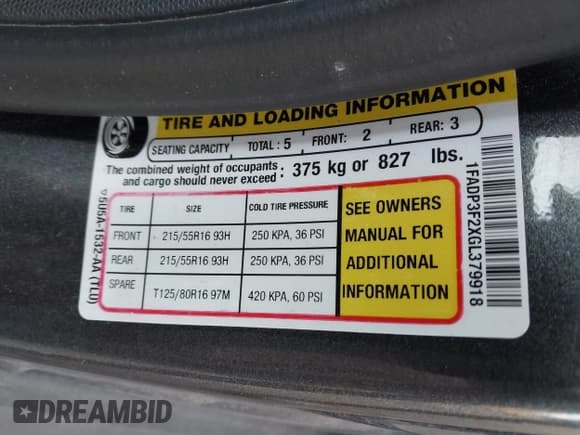 TIRE AND LOADING INFORMATION
SEATING CAPACITY TOTAL : 5 FRONT: 2 REAR: 3
The combined weight of occupants and cargo should never exceed : 375 kg or 827 lbs.
TIRE SIZE COLD TIRE PRESSURE
FRONT 215/55R16 93H 250 KPA, 36 PSI
REAR 215/55R16 93H 250 KPA, 36 PSI
SPARE T125/80R16 97M 420 KPA, 60 PSI
SEE OWNERS
MANUAL FOR
ADDITIONAL
INFORMATION
1FADP3F2XGL379918
DREAMBID